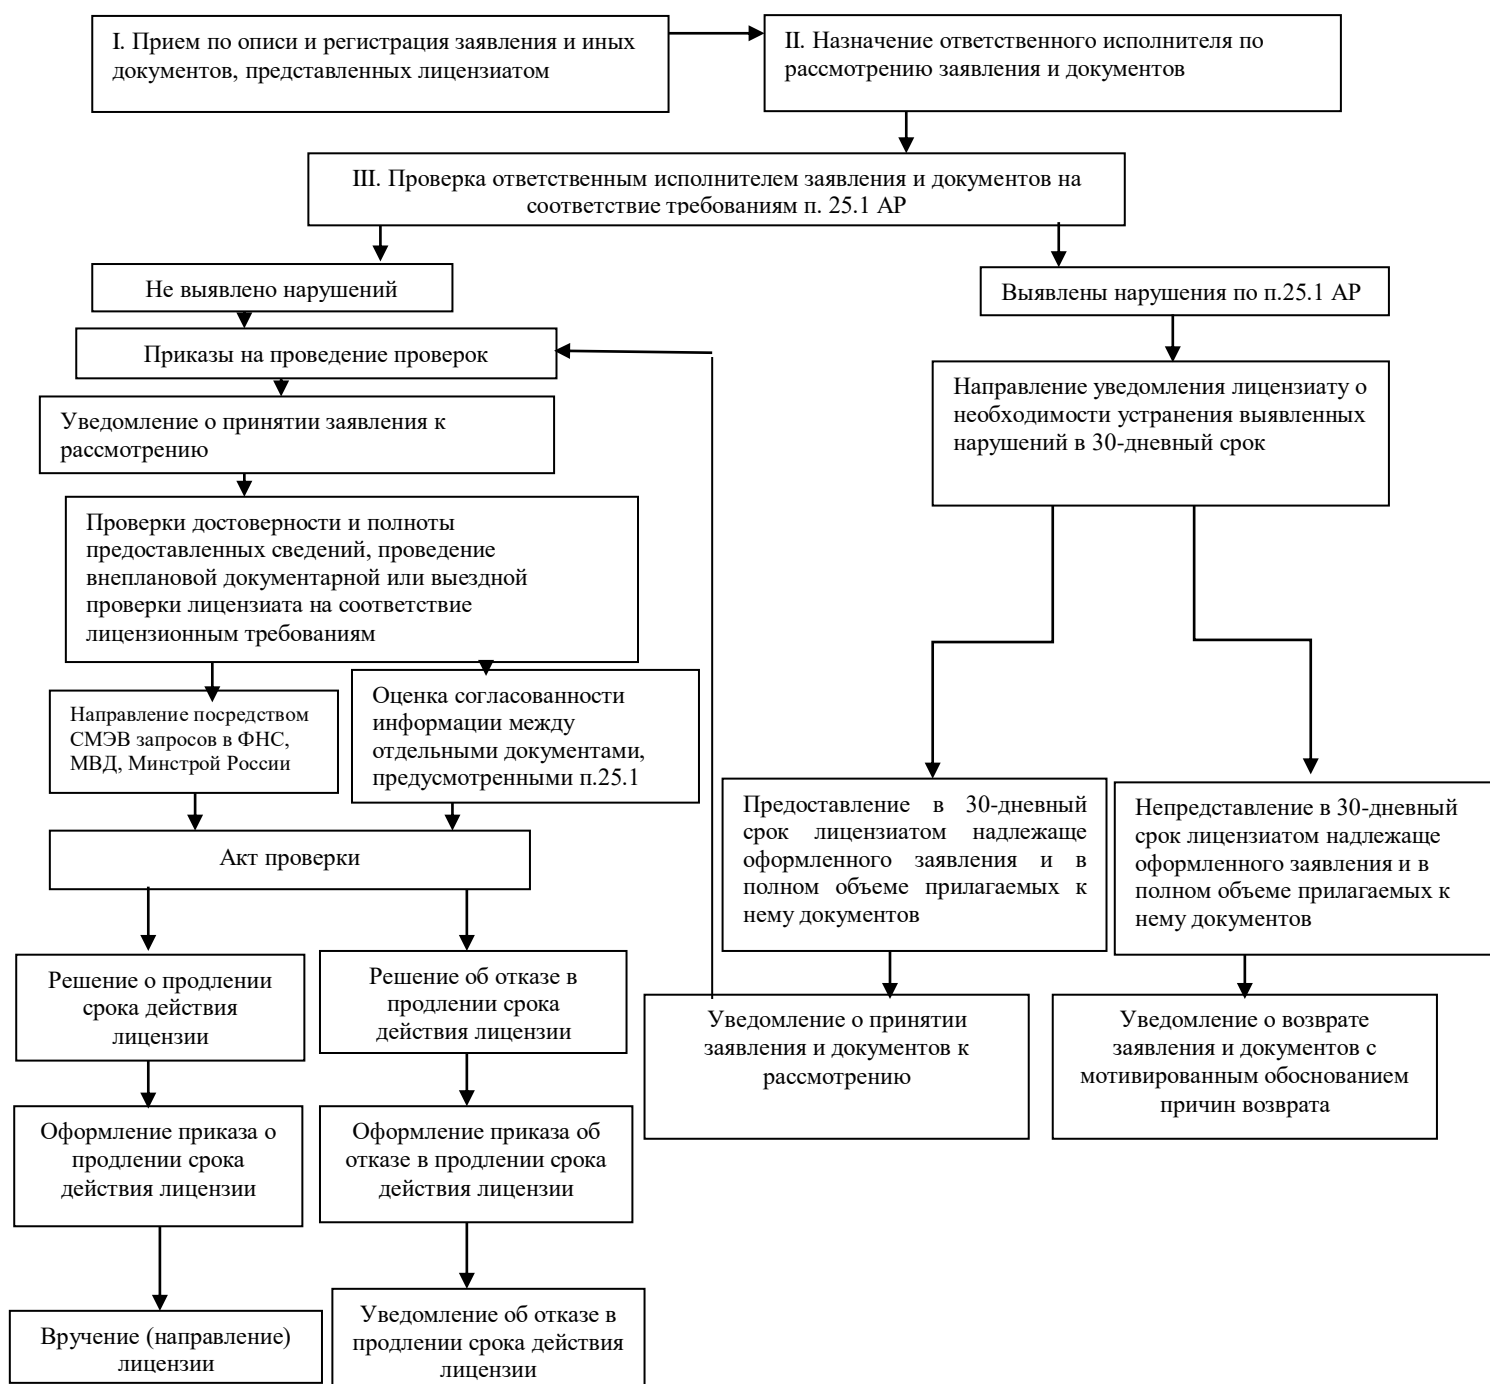 I. Прием по описи и регистрация заявления и иных
документов, представленных лицензиатом
II. Назначение ответственного исполнителя по
рассмотрению заявления и документов
III. Проверка ответственным исполнителем заявления и документов на
соответствие требованиям п. 25.1 АР
Не выявлено нарушений
Выявлены нарушения по п.25.1 АР
Приказы на проведение проверок
Направление уведомления лицензиату о
необходимости устранения выявленных
нарушений в 30-дневный срок
Уведомление о принятии заявления к
рассмотрению
Проверки достоверности и полноты
предоставленных сведений, проведение
внеплановой документарной или выездной
проверки лицензиата на соответствие
лицензионным требованиям
Направление посредством
СМЭВ запросов в ФНС,
МВД, Минстрой России
Оценка согласованности
информации между
отдельными документами,
предусмотренными п.25.1
Предоставление в 30-дневный
срок лицензиатом надлежаще
оформленного заявления и в
полном объеме прилагаемых к
нему документов
Непредставление в 30-дневный
срок лицензиатом надлежаще
оформленного заявления и в
полном объеме прилагаемых к
нему документов
Акт проверки
Решение о продлении
срока действия
лицензии
Решение об отказе в
продлении срока
действия лицензии
Уведомление о принятии
заявления и документов к
рассмотрению
Уведомление о возврате
заявления и документов с
мотивированным обоснованием
причин возврата
Оформление приказа о
продлении срока
действия лицензии
Оформление приказа об
отказе в продлении срока
действия лицензии
Вручение (направление)
лицензии
Уведомление об отказе в
продлении срока действия
лицензии